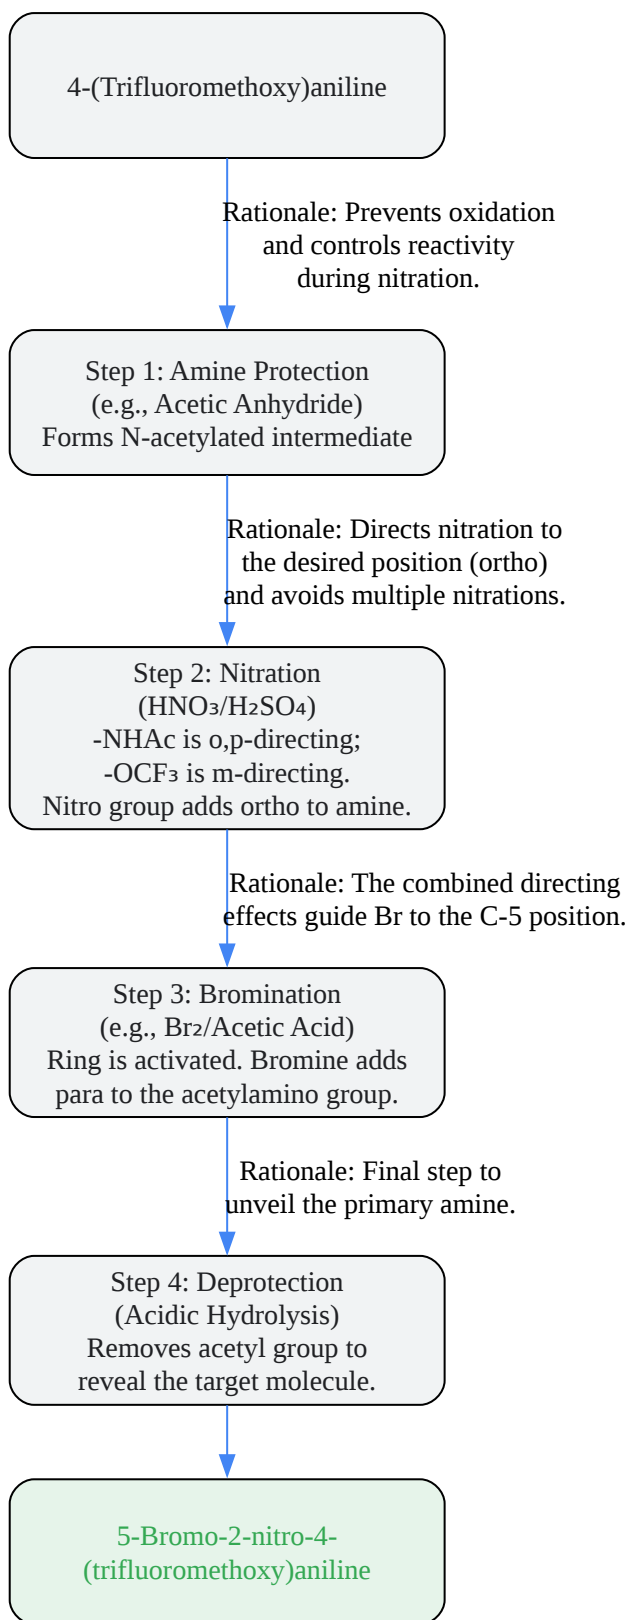 4-(Trifluoromethoxy)aniline
Rationale: Prevents oxidation
and controls reactivity
during nitration.
Step 1: Amine Protection
(e.g., Acetic Anhydride)
Forms N-acetylated intermediate
Rationale: Directs nitration to
the desired position (ortho)
and avoids multiple nitrations.
Step 2: Nitration
(HNO₃/H₂SO₄)
-NHAc is o,p-directing;
-OCF₃ is m-directing.
Nitro group adds ortho to amine.
Rationale: The combined directing
effects guide Br to the C-5 position.
Step 3: Bromination
(e.g., Br₂/Acetic Acid)
Ring is activated. Bromine adds
para to the acetylamino group.
Rationale: Final step to
unveil the primary amine.
Step 4: Deprotection
(Acidic Hydrolysis)
Removes acetyl group to
reveal the target molecule.
5-Bromo-2-nitro-4-
(trifluoromethoxy)aniline